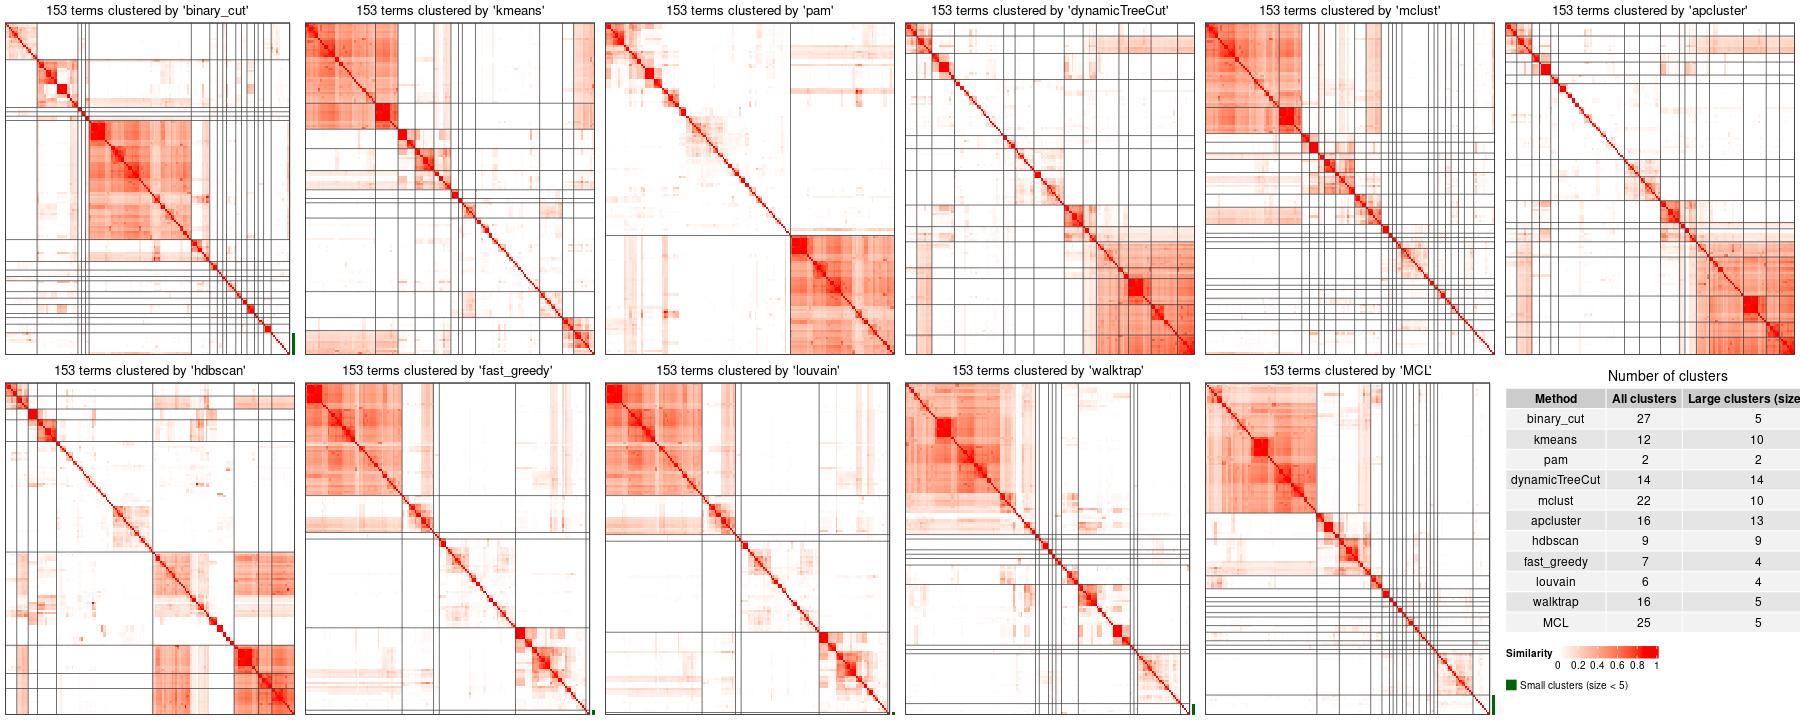 153 terms clustered by 'binary_cut'
153 terms clustered by 'kmeans'
153 terms clustered by 'pam'
153 terms clustered by 'dynamicTreeCut'
153 terms clustered by 'mclust'
153 terms clustered by 'apcluster'
153 terms clustered by 'hdbscan'
153 terms clustered by 'fast_greedy'
153 terms clustered by 'louvain'
153 terms clustered by 'walktrap'
153 terms clustered by 'MCL'
Number of clusters
Method All clusters Large clusters (size
binary_cut 27 5
kmeans 12 10
pam 2 2
dynamicTreeCut 14 14
mclust 22 10
apcluster 16 13
hdbscan 9 9
fast_greedy 7 4
louvain 6 4
walktrap 16 5
MCL 25 5
Similarity
0 0.2 0.4 0.6 0.8 1
Small clusters (size < 5)